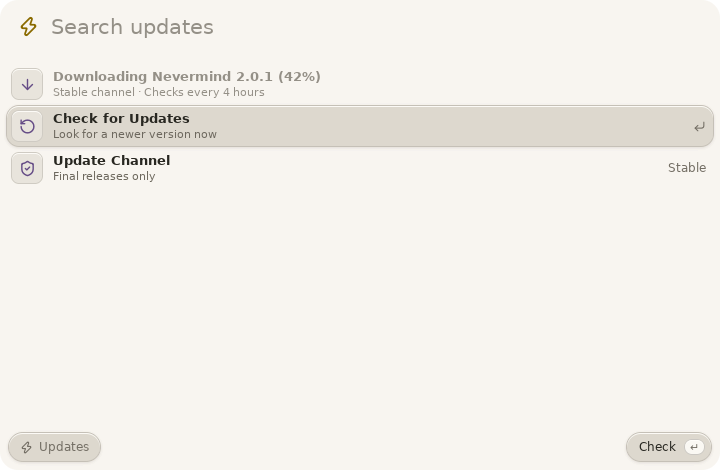 Search updates
Downloading Nevermind 2.0.1 (42%)
Stable channel · Checks every 4 hours
Check for Updates
Look for a newer version now
Update Channel
Final releases only
Stable
Updates
Check